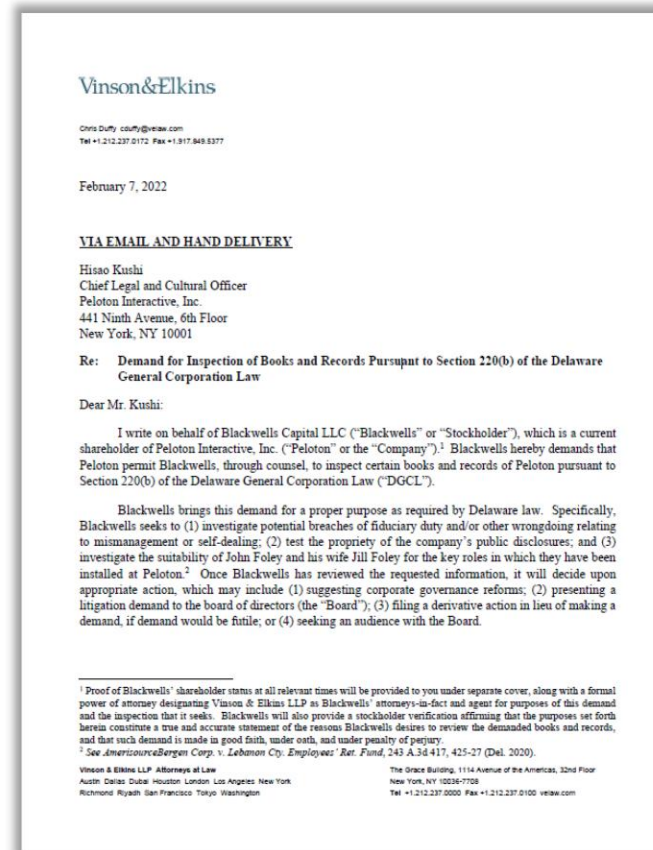 Vinson&Elkins
Chris Duffy cduffy@velaw.com
Tel +1.212.237.0172 Fax +1.917.849.5377
February 7, 2022
VIA EMAIL AND HAND DELIVERY
Hisao Kushi
Chief Legal and Cultural Officer
Peloton Interactive, Inc.
441 Ninth Avenue, 6th Floor
New York, NY 10001
Re: Demand for Inspection of Books and Records Pursuant to Section 220(b) of the Delaware
General Corporation Law
Dear Mr. Kushi:
I write on behalf of Blackwells Capital LLC (“Blackwells” or “Stockholder”), which is a current
shareholder of Peloton Interactive, Inc. (“Peloton” or the “Company”).1 Blackwells hereby demands that
Peloton permit Blackwells, through counsel, to inspect certain books and records of Peloton pursuant to
Section 220(b) of the Delaware General Corporation Law (“DGCL”).
Blackwells brings this demand for a proper purpose as required by Delaware law. Specifically,
Blackwells seeks to (1) investigate potential breaches of fiduciary duty and/or other wrongdoing relating
to mismanagement or self-dealing; (2) test the propriety of the company’s public disclosures; and (3)
investigate the suitability of John Foley and his wife Jill Foley for the key roles in which they have been
installed at Peloton.2 Once Blackwells has reviewed the requested information, it will decide upon
appropriate action, which may include (1) suggesting corporate governance reforms; (2) presenting a
litigation demand to the board of directors (the “Board”); (3) filing a derivative action in lieu of making a
demand, if demand would be futile; or (4) seeking an audience with the Board.
1 Proof of Blackwells’ shareholder status at all relevant times will be provided to you under separate cover, along with a formal
power of attorney designating Vinson & Elkins LLP as Blackwells’ attorneys-in-fact and agent for purposes of this demand
and the inspection that it seeks. Blackwells will also provide a stockholder verification affirming that the purposes set forth
herein constitute a true and accurate statement of the reasons Blackwells desires to review the demanded books and records,
and that such demand is made in good faith, under oath, and under penalty of perjury.
2 See AmerisourceBergen Corp. v. Lebanon Cty. Employees’ Ret. Fund, 243 A.3d 417, 425-27 (Del. 2020).
Vinson & Elkins LLP Attorneys at Law
Austin Dallas Dubai Houston London Los Angeles New York
Richmond Riyadh San Francisco Tokyo Washington
The Grace Building, 1114 Avenue of the Americas, 32nd Floor
New York, NY 10036-7708
Tel +1.212.237.0000 Fax +1.212.237.0100 velaw.com